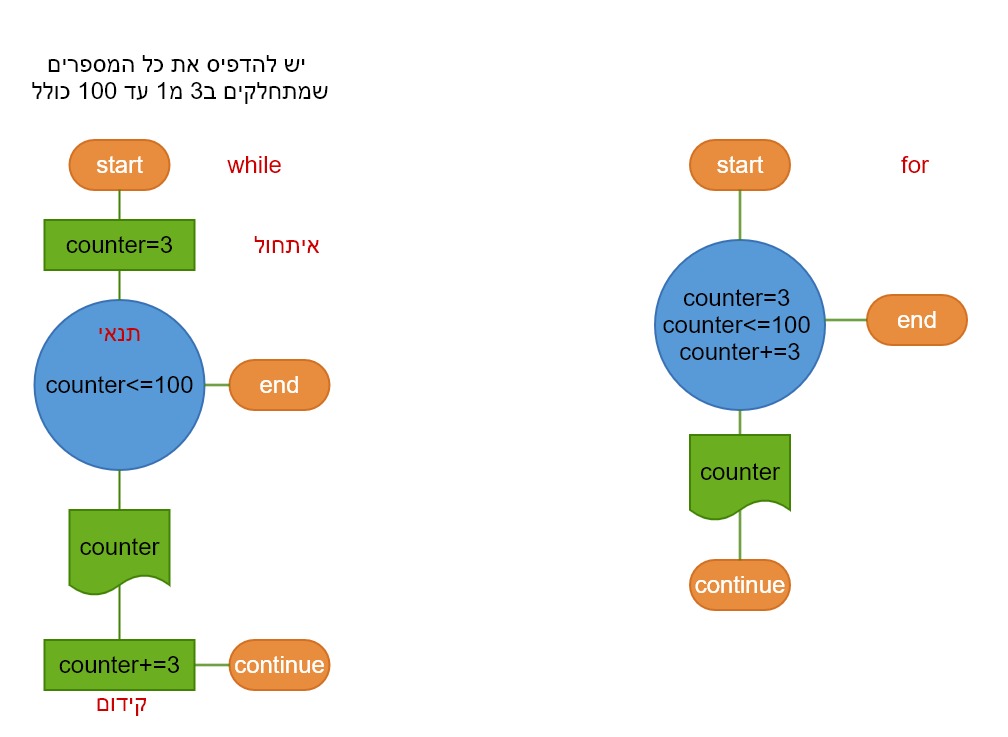 יש להדפיס את כל המספרים
שמתחלקים ב3 מ1 עד 100 כולל
start
while
counter=3
איתחול
תנאי
counter<=100
end
counter
counter+=3
continue
קידום
start
for
counter=3
counter<=100
counter+=3
end
counter
continue